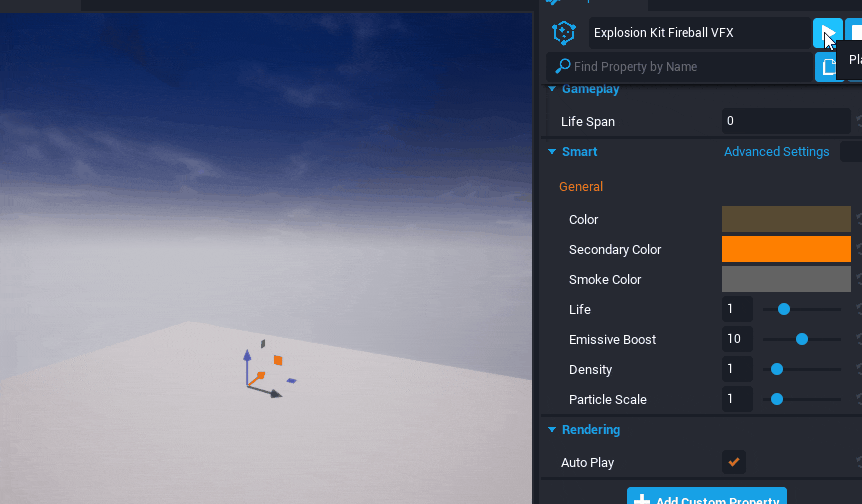 Explosion Kit Fireball VFX
Find Property by Name
Gameplay
Life Span 0
Smart Advanced Settings
General
Color
Secondary Color
Smoke Color
Life 1
Emissive Boost 10
Density 1
Particle Scale 1
Rendering
Auto Play
Add Custom Property